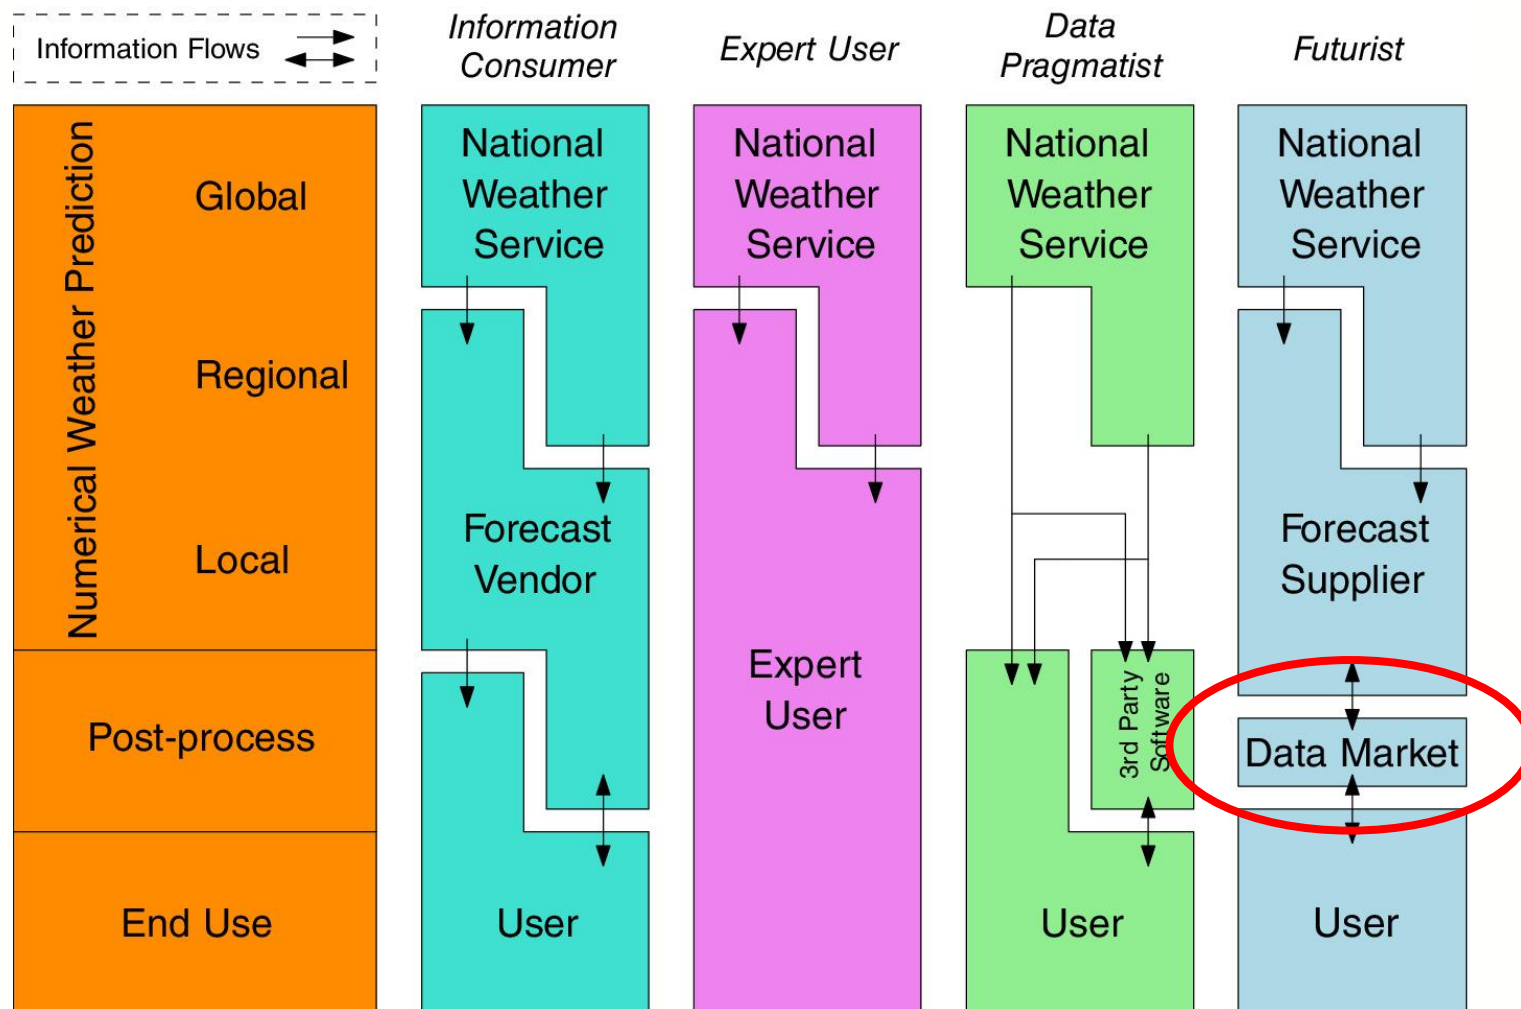 Information Flows
Information
Consumer
Expert User
Data
Pragmatist
Futurist
Numerical Weather Prediction
Global
Regional
Local
Post-process
End Use
National
Weather
Service
Forecast
Vendor
User
National
Weather
Service
Expert
User
National
Weather
Service
3rd Party
Software
User
National
Weather
Service
Forecast
Supplier
Data Market
User